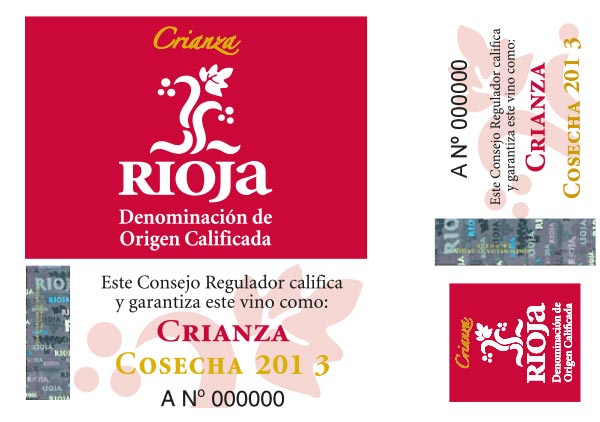 Crianza
RIOJA
Denominación de
Origen Calificada
RIOJ
RIOJA
Este Consejo Regulador califica
y garantiza este vino como:
CRIANZA
COSECHA 201 3
A Nº 000000
A Nº 000000
Este Consejo Regulador califica
y garantiza este vino como:
CRIANZA
COSECHA 201 3
Crianza
RIOJA
Denominación de
Origen Calificada